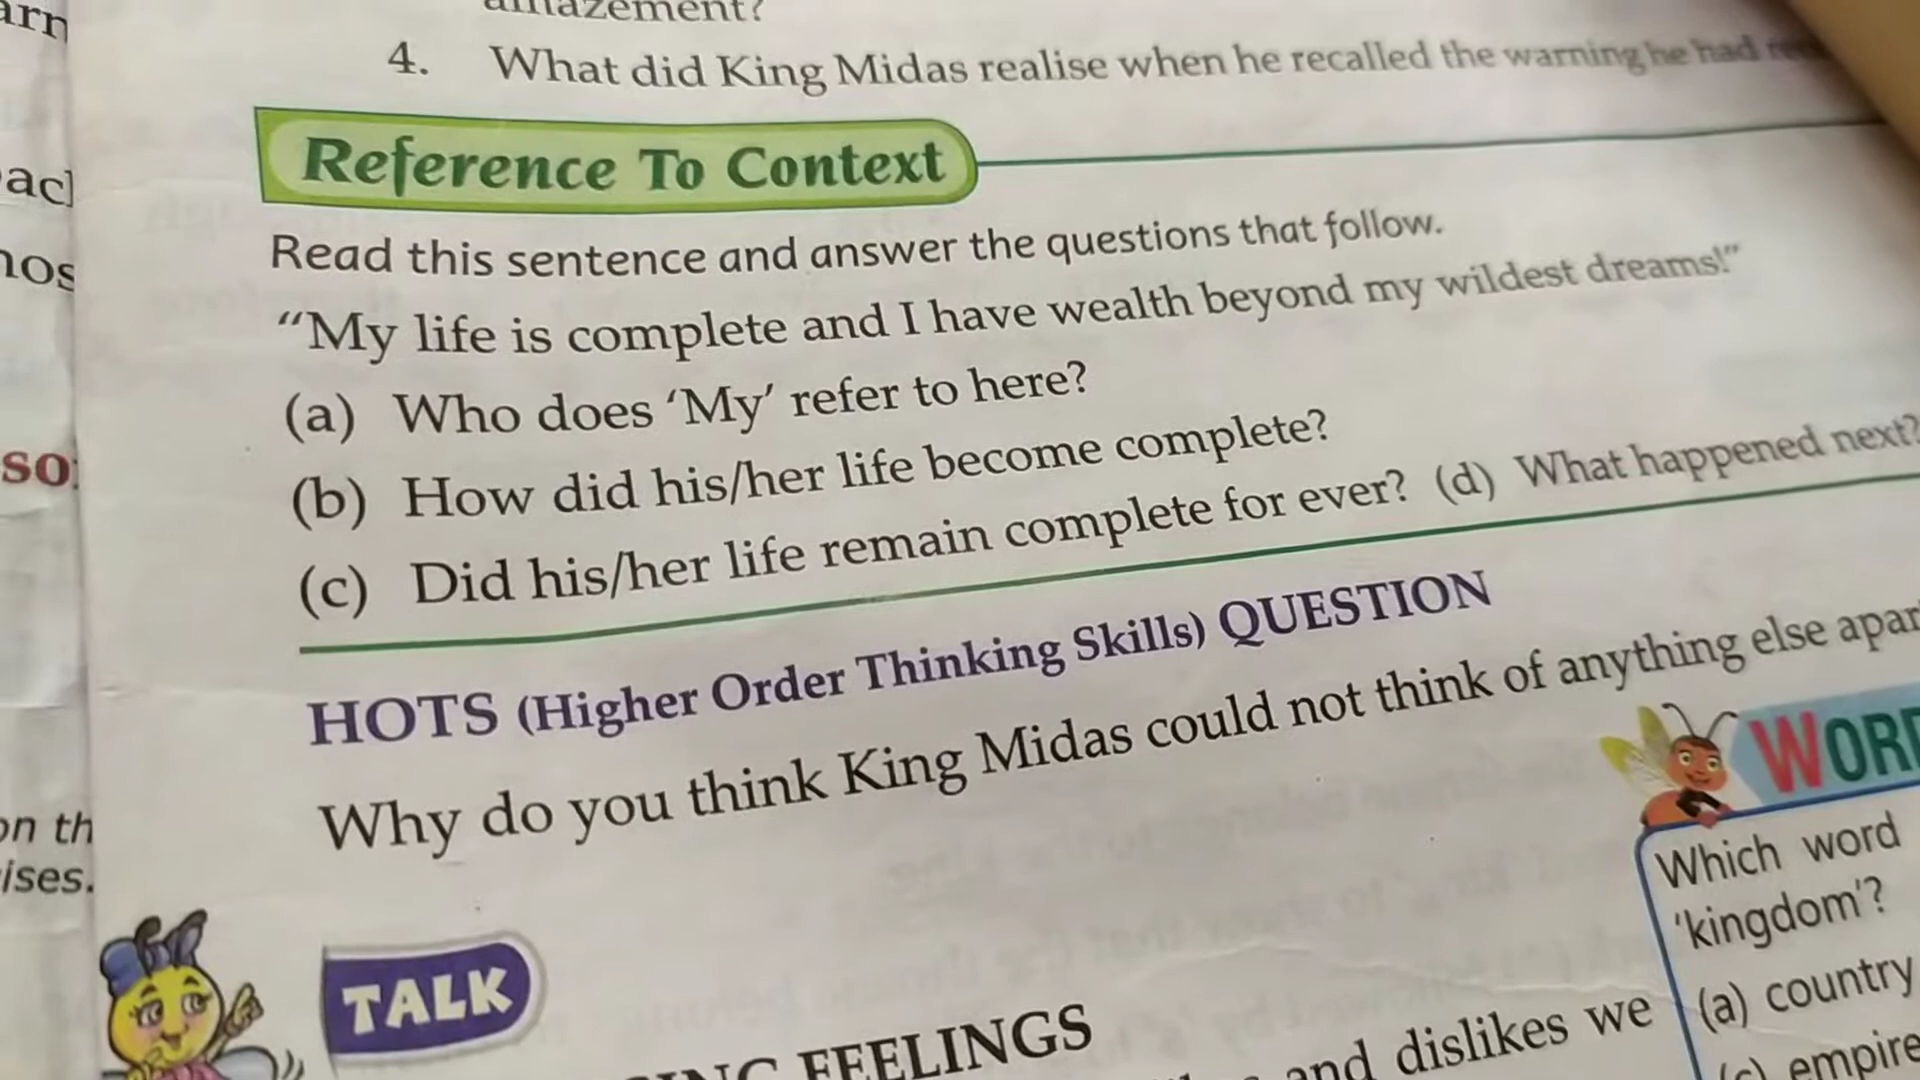 amazement?
4. What did King Midas realise when he recalled the warning he had
Reference To Context
Read this sentence and answer the questions that follow.
“My life is complete and I have wealth beyond my wildest dreams!”
(a) Who does ‘My’ refer to here?
(b) How did his/her life become complete?
(c) Did his/her life remain complete for ever? (d) What happened next?
HOTS (Higher Order Thinking Skills) QUESTION
Why do you think King Midas could not think of anything else
WORD
Which word
‘kingdom’?
(a) country
(c) empire
TALK
FEELINGS
and dislikes we
on th
ises.